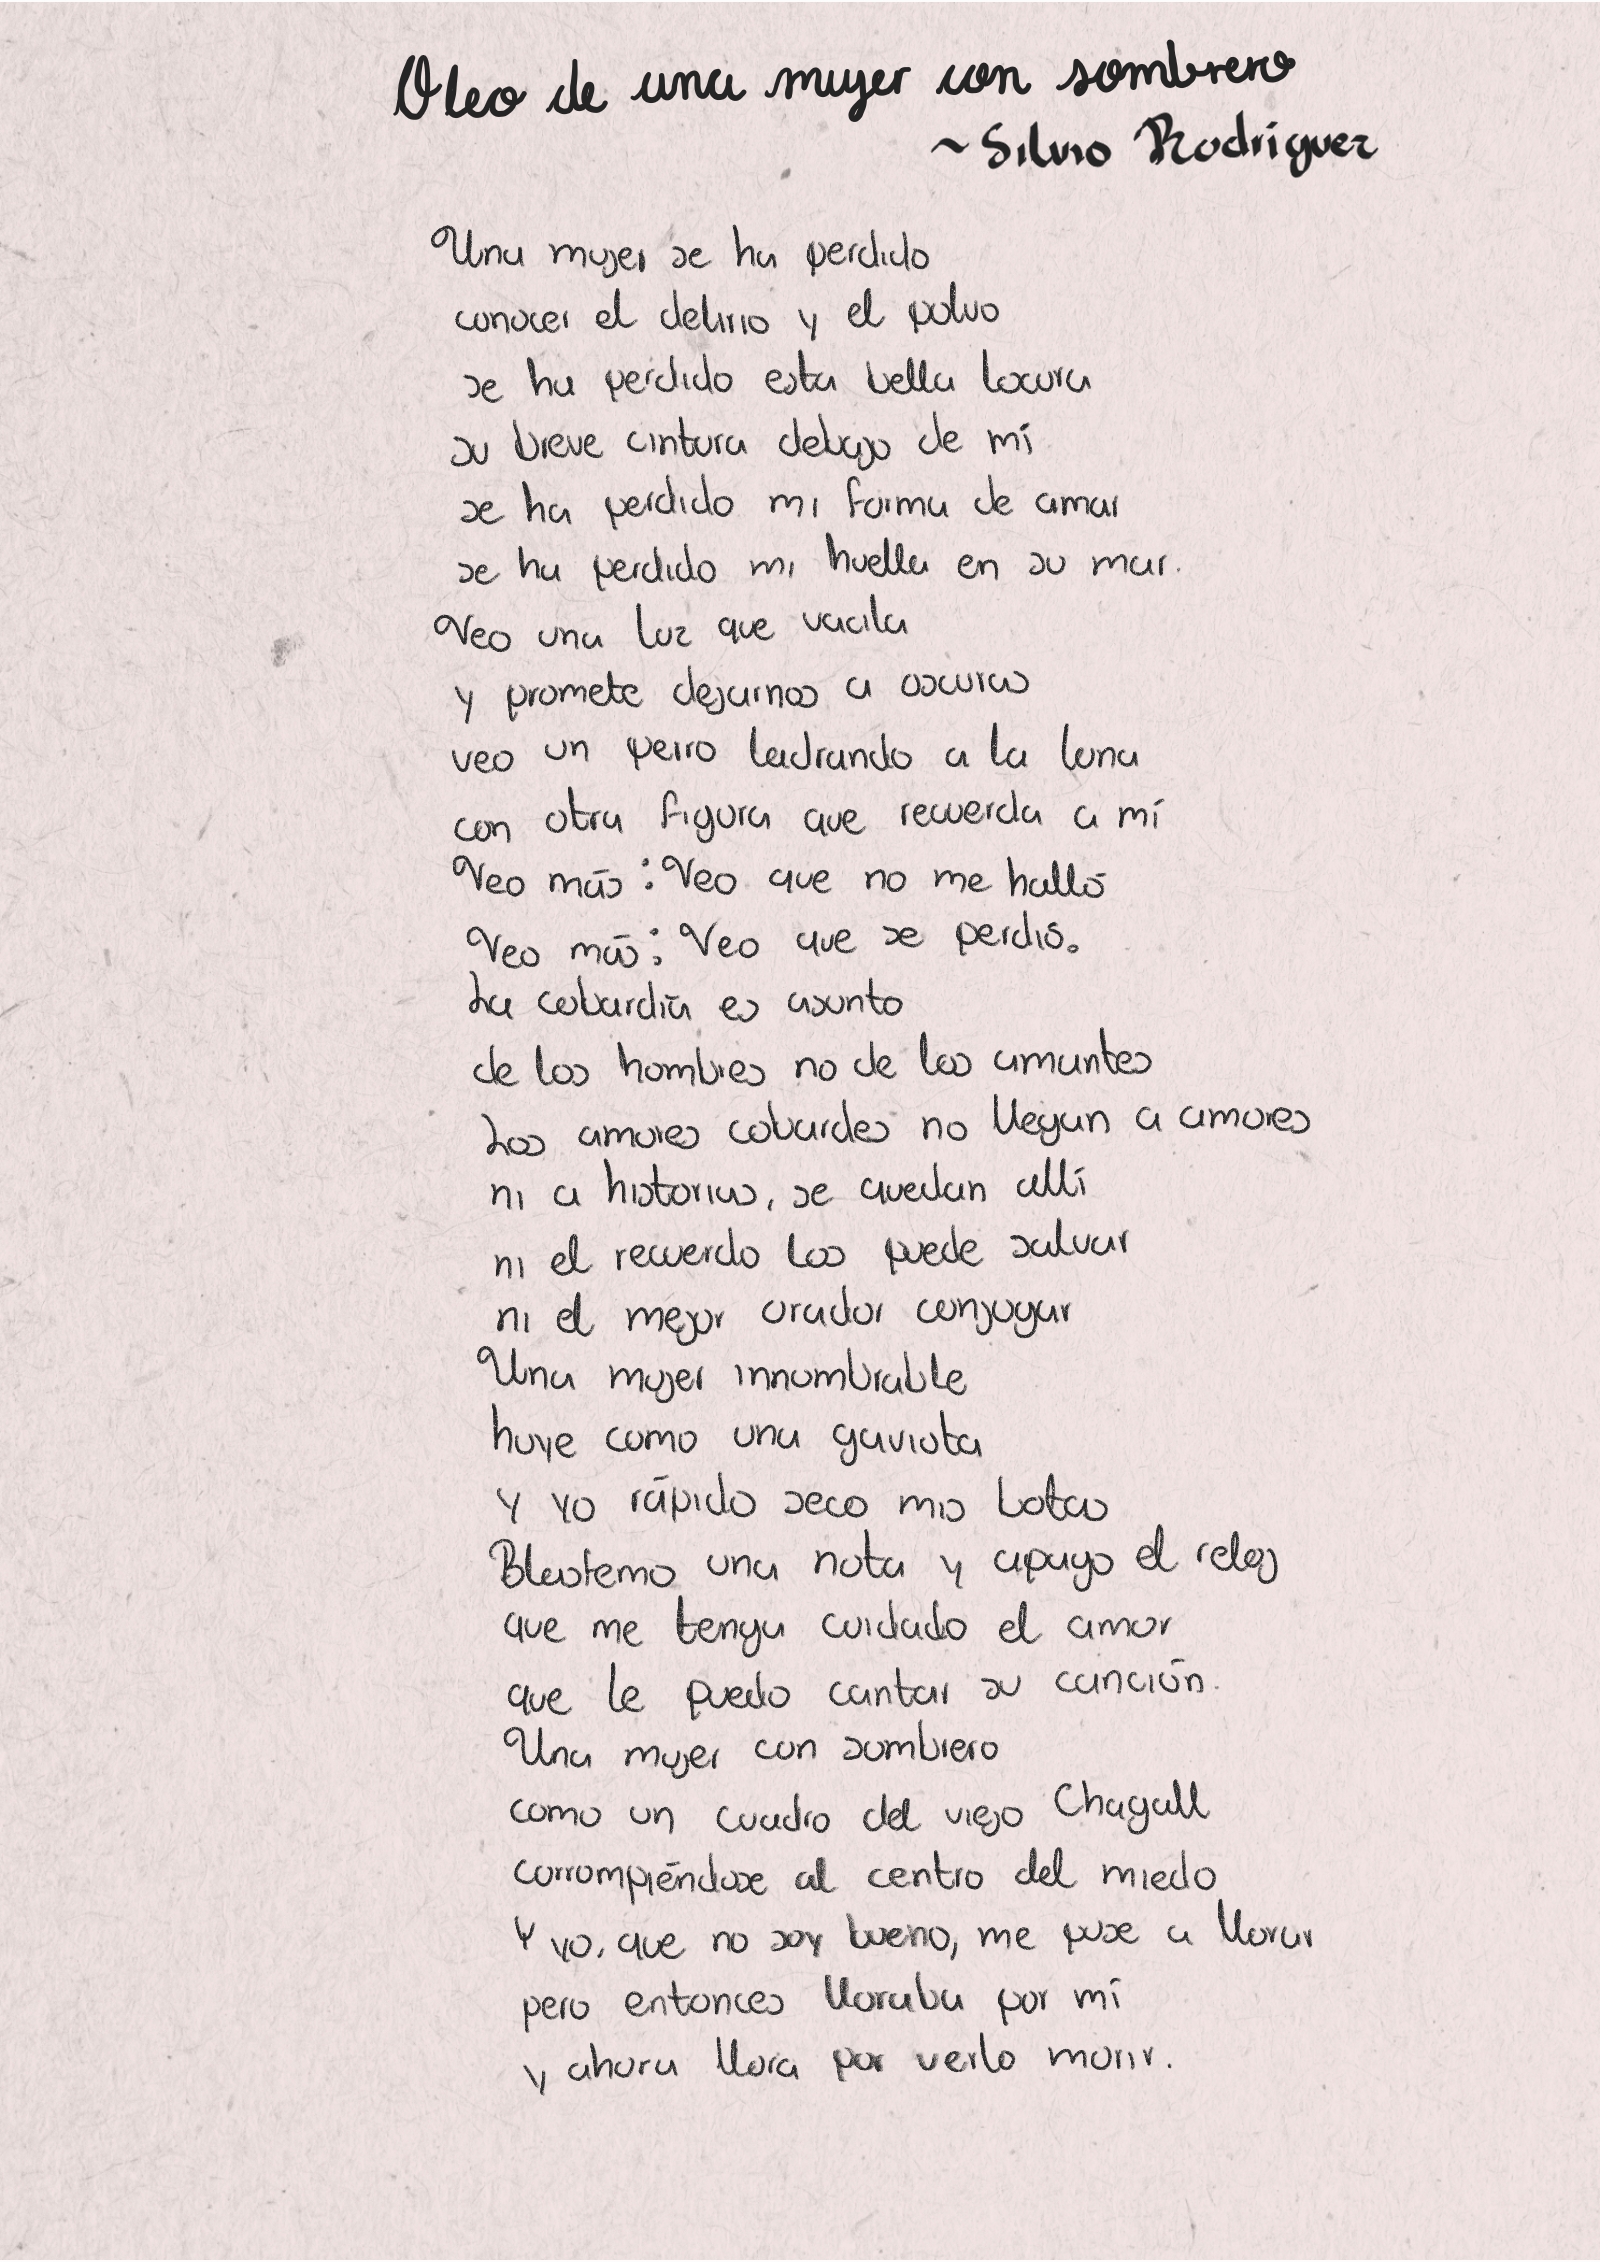 Oleo de una mujer con sombrero
~Silvio Rodríguez
Una mujer se ha perdido
conocer el delirio y el polvo
se ha perdido esta bella locura
su breve cintura debajo de mí
se ha perdido mi forma de amar
se ha perdido mi huella en su mar.
Veo una luz que vacila
y promete dejarnos a oscuras
veo un perro ladrando a la luna
con otra figura que recuerda a mí
Veo más: Veo que no me halló
Veo más: Veo que se perdió.
La cobardía es asunto
de los hombres no de los amantes
Los amores cobardes no llegan a amores
ni a historias, se quedan allí
ni el recuerdo los puede salvar
ni el mejor orador conjugar
Una mujer innombrable
huye como una gaviota
y yo rápido seco mis botas
Blasfemo una nota y apago el reloj
que me tenga cuidado el amor
que le puedo cantar su canción.
Una mujer con sombrero
como un cuadro del viejo Chagall
corrompiéndose al centro del miedo
Y yo, que no soy bueno, me puse a llorar
pero entonces lloraba por mí
y ahora llora por verlo morir.